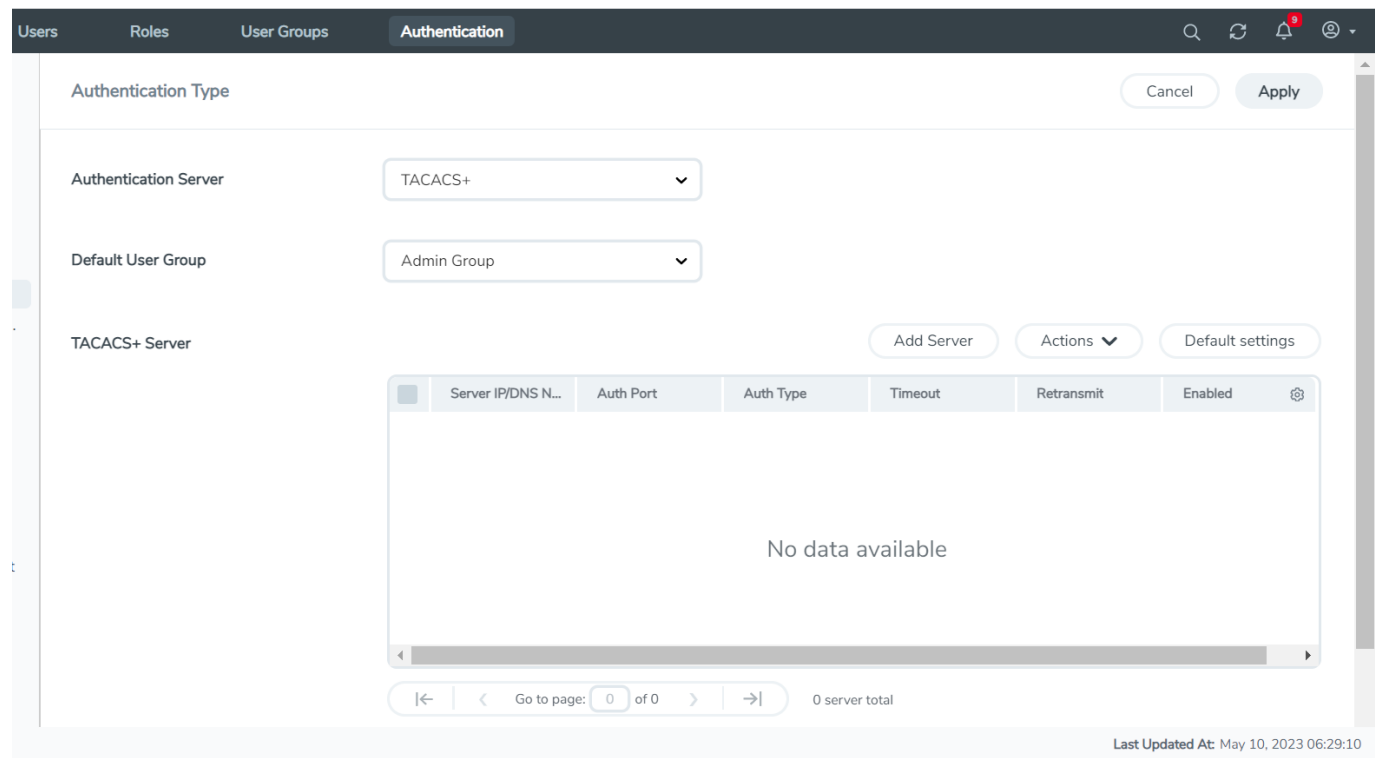 Users Roles User Groups Authentication 9
Authentication Type Cancel Apply
Authentication Server TACACS+
Default User Group Admin Group
TACACS+ Server Add Server Actions Default settings
Server IP/DNS N... Auth Port Auth Type Timeout Retransmit Enabled
No data available
t
Go to page: 0 of 0 0 server total
Last Updated At: May 10, 2023 06:29:10